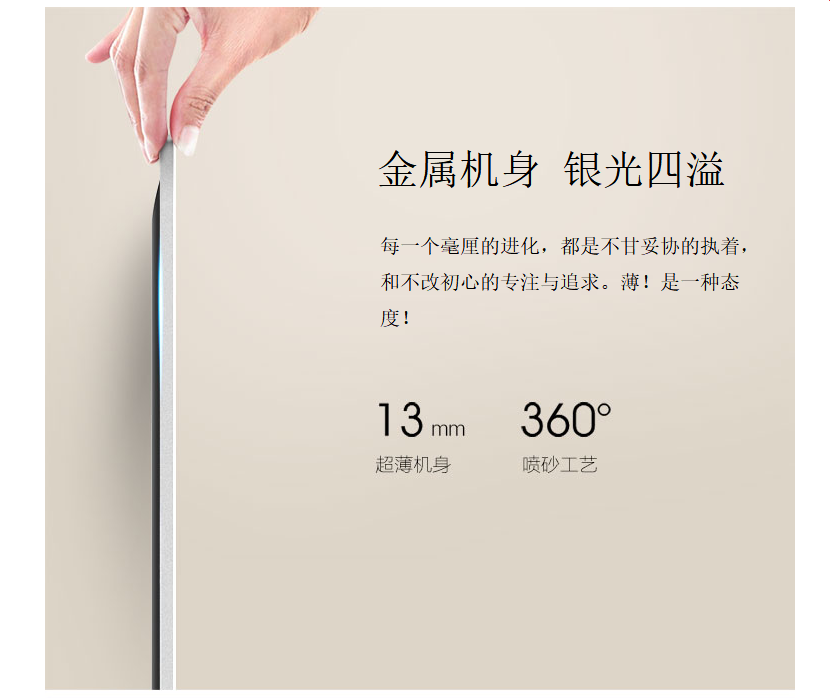 金属机身 银光四溢
每一个毫厘的进化，都是不甘妥协的执着，
和不改初心的专注与追求。薄！是一种态
度！
13 mm 360°
超薄机身 喷砂工艺